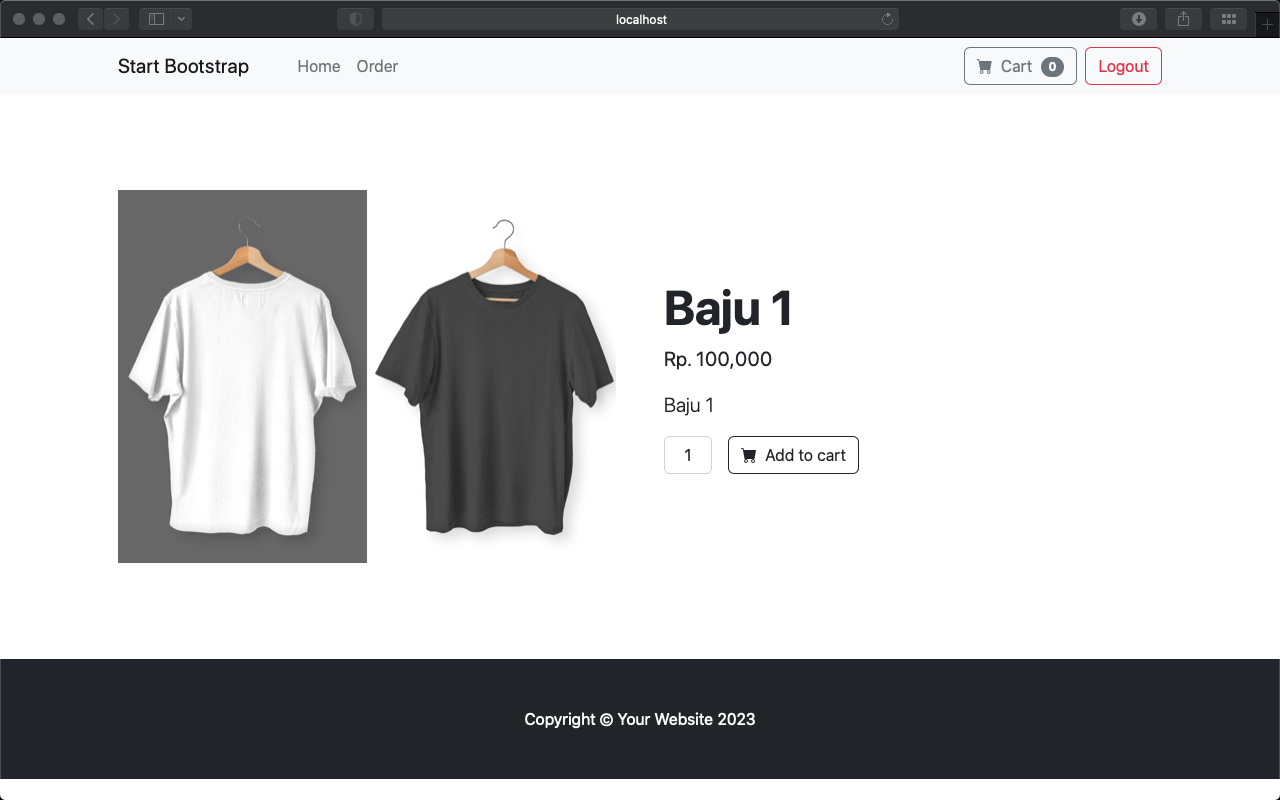 localhost
Start Bootstrap
Home
Order
Cart 0
Logout
Baju 1
Rp. 100,000
Baju 1
1
Add to cart
Copyright © Your Website 2023